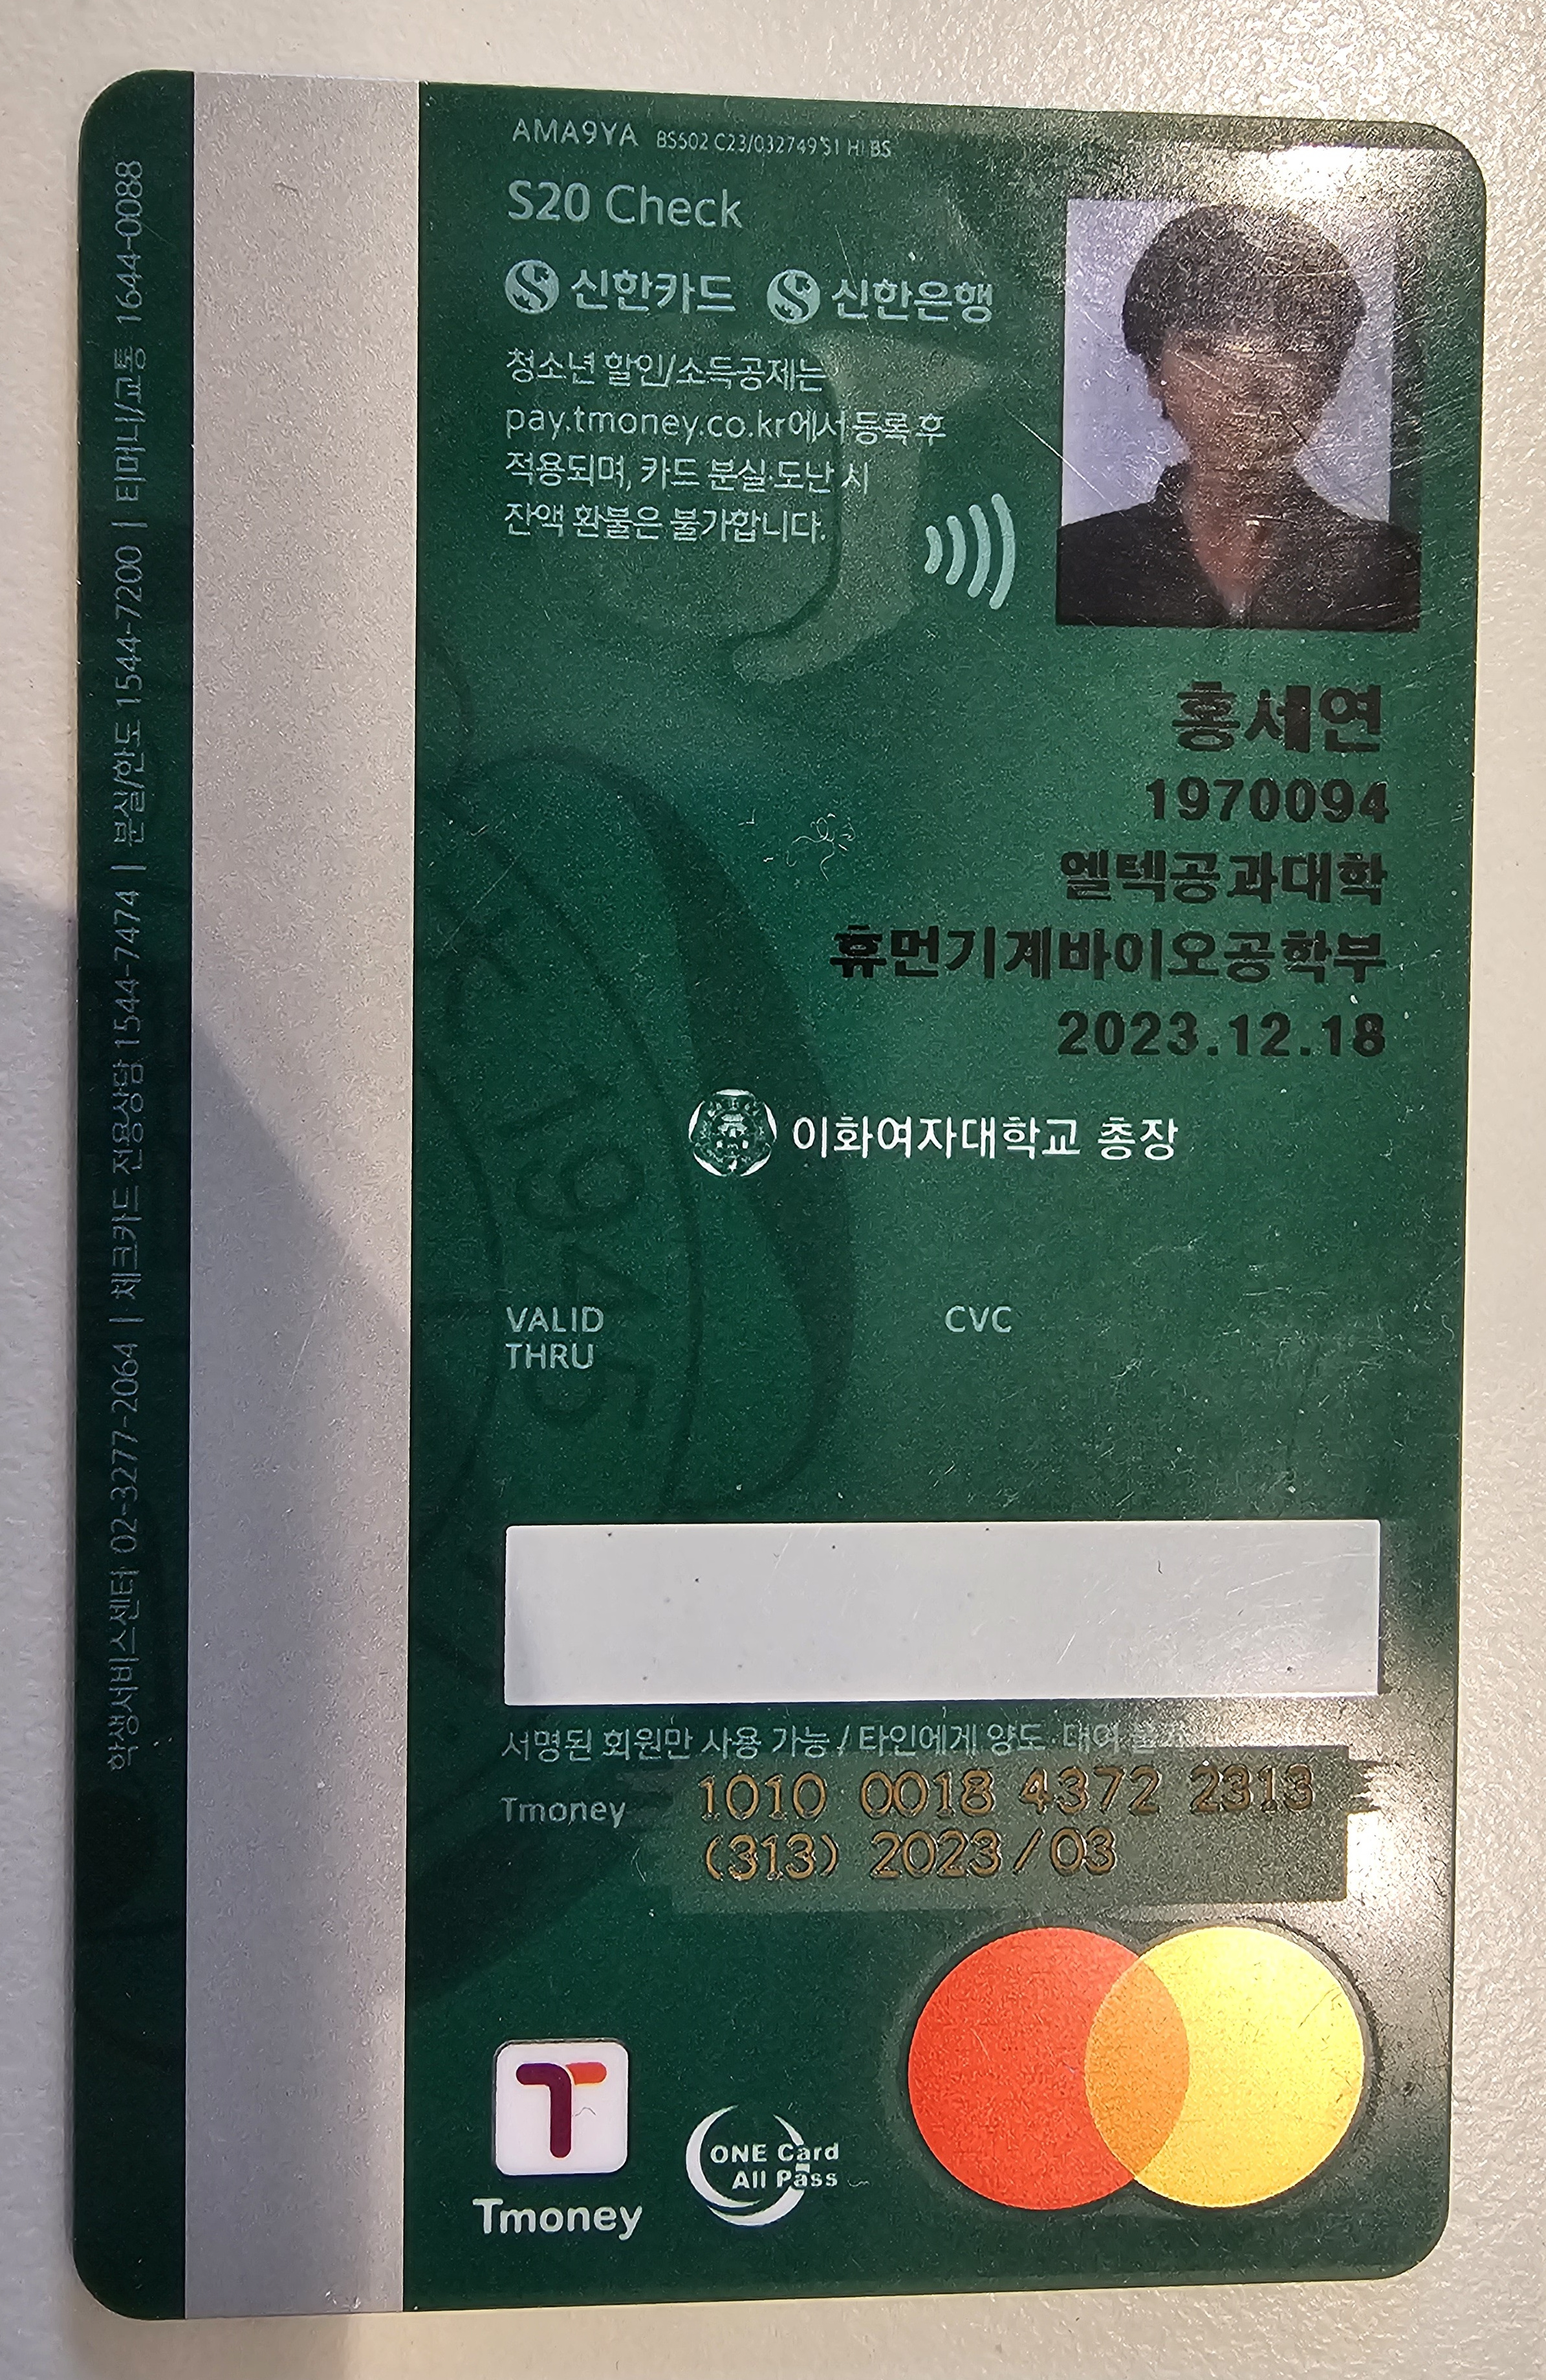 AMA9YA BS502 C23/032749 S1 HI BS
S20 Check
신한카드 신한은행
청소년 할인/소득공제는
pay.tmoney.co.kr에서 등록 후
적용되며, 카드 분실·도난 시
잔액 환불은 불가합니다.
홍세연
1970094
엘텍공과대학
휴먼기계바이오공학부
2023.12.18
이화여자대학교 총장
VALID THRU
CVC
서명된 회원만 사용 가능 / 타인에게 양도·대여 불가
Tmoney 1010 0018 4372 2313
(313) 2023/03
Tmoney
ONE Card
All Pass
학생서비스센터 02-3277-2064 | 체크카드 전용상담 1544-7474 | 분실/한도 1544-7200 | 티머니/교통 1644-0088